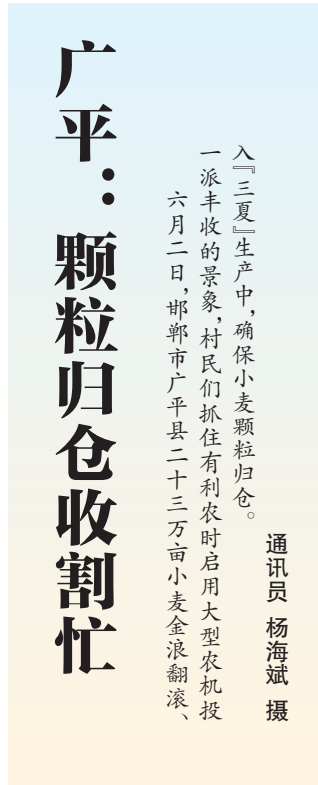 广平：颗粒归仓收割忙
六月二日，邯郸市广平县二十三万亩小麦金浪翻滚、
一派丰收的景象，村民们抓住有利农时启用大型农机投
入『三夏』生产中，确保小麦颗粒归仓。
通讯员 杨海斌 摄